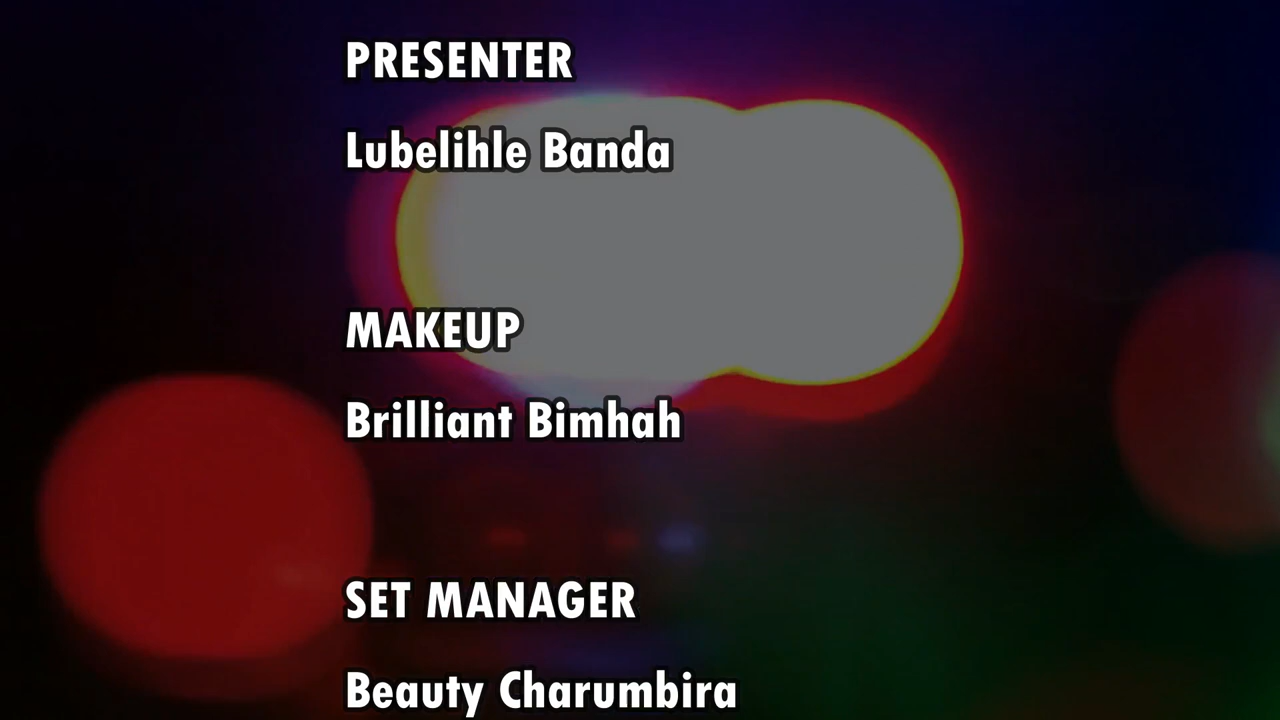 PRESENTER
Lubelihle Banda
MAKEUP
Brilliant Bimhah
SET MANAGER
Beauty Charumbira